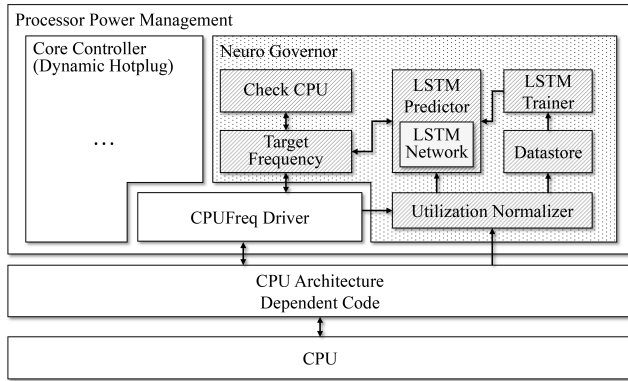 Processor Power Management
Core Controller
(Dynamic Hotplug)
...
Neuro Governor
Check CPU
Target
Frequency
LSTM
Predictor
LSTM
Network
LSTM
Trainer
Datastore
CPUFreq Driver
Utilization Normalizer
CPU Architecture
Dependent Code
CPU